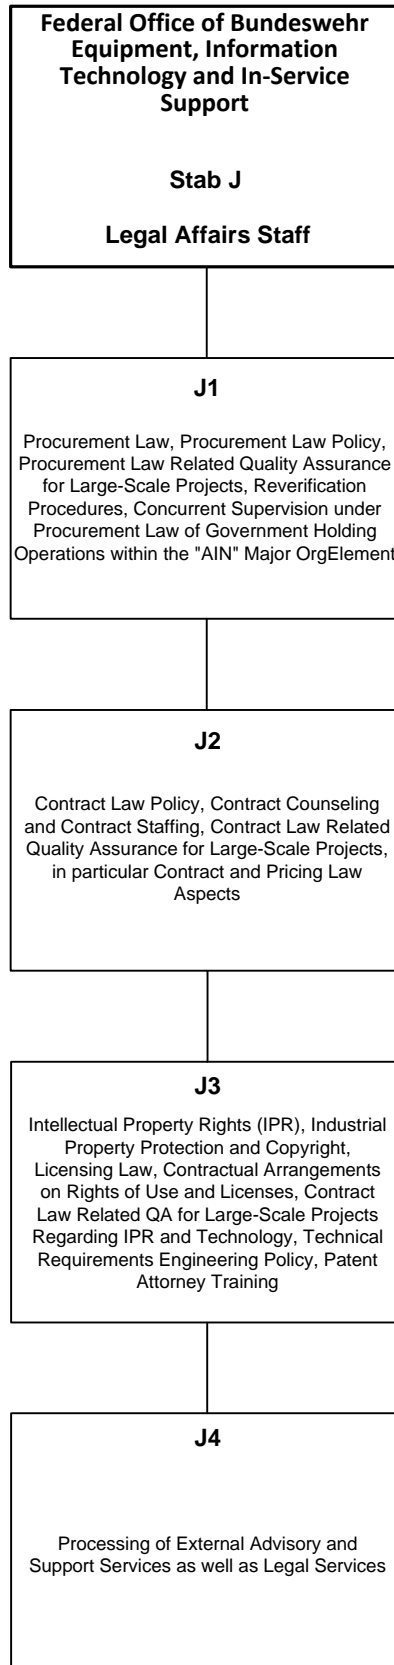 Federal Office of Bundeswehr
Equipment, Information
Technology and In-Service
Support
Stab J
Legal Affairs Staff
J1
Procurement Law, Procurement Law Policy,
Procurement Law Related Quality Assurance
for Large-Scale Projects, Reverification
Procedures, Concurrent Supervision under
Procurement Law of Government Holding
Operations within the "AIN" Major OrgElement
J2
Contract Law Policy, Contract Counseling
and Contract Staffing, Contract Law Related
Quality Assurance for Large-Scale Projects,
in particular Contract and Pricing Law
Aspects
J3
Intellectual Property Rights (IPR), Industrial
Property Protection and Copyright,
Licensing Law, Contractual Arrangements
on Rights of Use and Licenses, Contract
Law Related QA for Large-Scale Projects
Regarding IPR and Technology, Technical
Requirements Engineering Policy, Patent
Attorney Training
J4
Processing of External Advisory and
Support Services as well as Legal Services